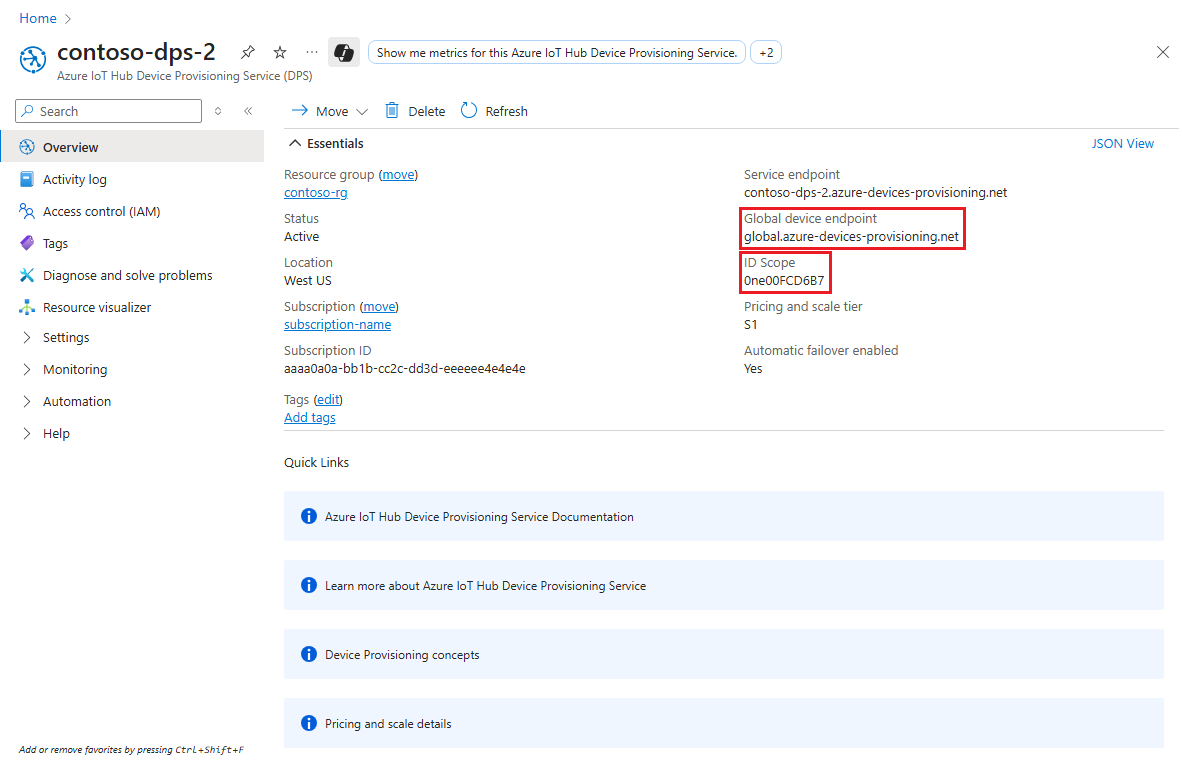 Home
contoso-dps-2
Show me metrics for this Azure IoT Hub Device Provisioning Service.
+2
Azure IoT Hub Device Provisioning Service (DPS)
Search
Overview
Activity log
Access control (IAM)
Tags
Diagnose and solve problems
Resource visualizer
Settings
Monitoring
Automation
Help
Add or remove favorites by pressing Ctrl+Shift+F
Move
Delete
Refresh
Essentials
JSON View
Resource group (move)
contoso-rg
Status
Active
Location
West US
Subscription (move)
subscription-name
Subscription ID
aaaa0a0a-bb1b-cc2c-dd3d-eeeeee4e4e4e
Tags (edit)
Add tags
Service endpoint
contoso-dps-2.azure-devices-provisioning.net
Global device endpoint
global.azure-devices-provisioning.net
ID Scope
0ne00FCD6B7
Pricing and scale tier
S1
Automatic failover enabled
Yes
Quick Links
Azure IoT Hub Device Provisioning Service Documentation
Learn more about Azure IoT Hub Device Provisioning Service
Device Provisioning concepts
Pricing and scale details